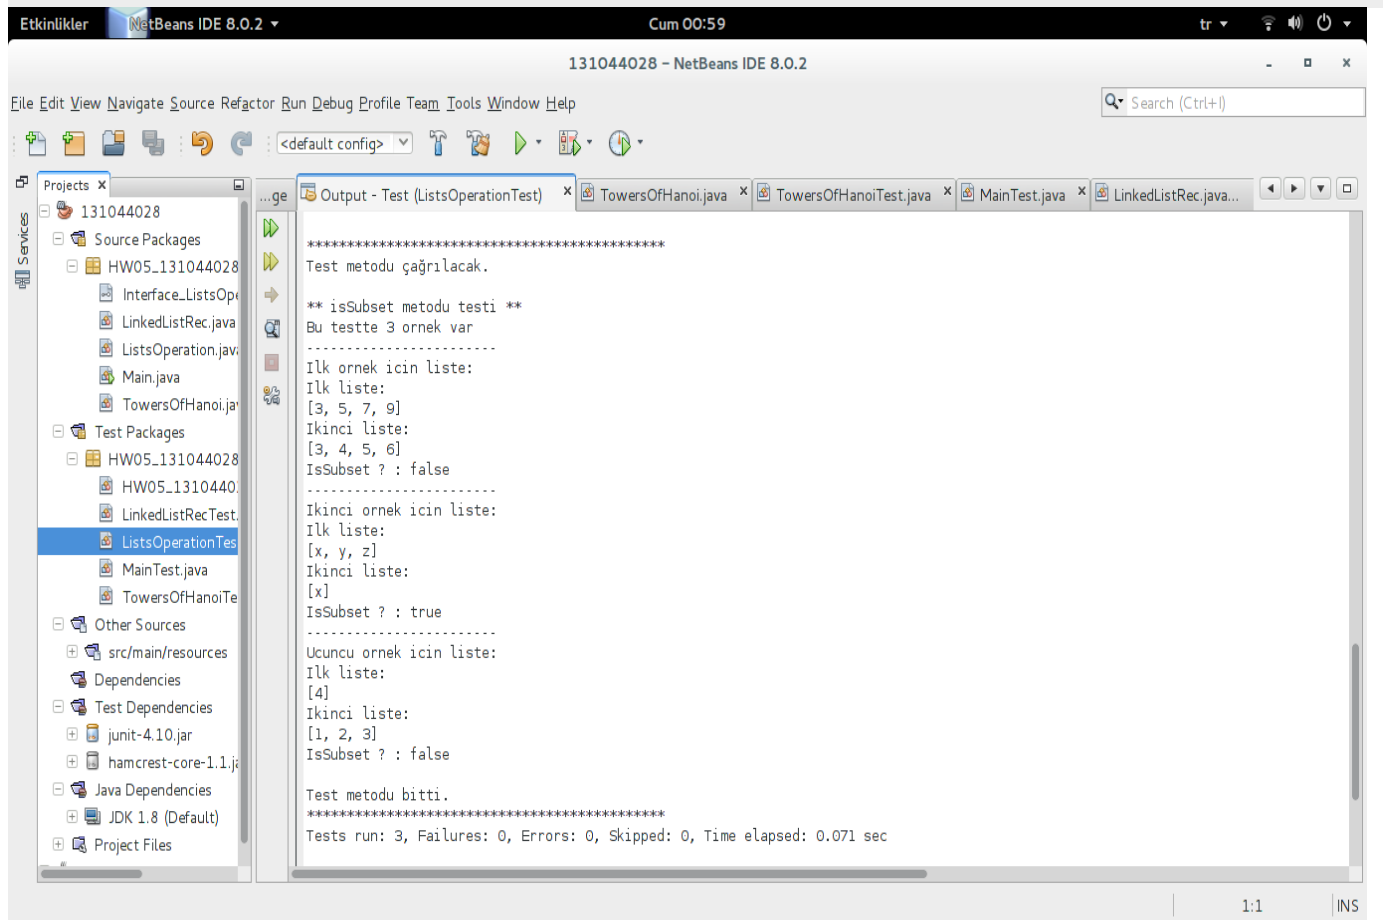 Etkinlikler NetBeans IDE 8.0.2 Cum 00:59 tr
131044028 – NetBeans IDE 8.0.2
File Edit View Navigate Source Refactor Run Debug Profile Team Tools Window Help Search (Ctrl+I)
<default config>
Services
Projects
131044028
Source Packages
HW05_131044028
Interface_ListsOpe
LinkedListRec.java
ListsOperation.java
Main.java
TowersOfHanoi.jav
Test Packages
HW05_131044028
HW05_1310440
LinkedListRecTest.
ListsOperationTes
MainTest.java
TowersOfHanoiTe
Other Sources
src/main/resources
Dependencies
Test Dependencies
junit-4.10.jar
hamcrest-core-1.1.ja
Java Dependencies
JDK 1.8 (Default)
Project Files
...ge Output - Test (ListsOperationTest) TowersOfHanoi.java TowersOfHanoiTest.java MainTest.java LinkedListRec.java...
*********************************************
Test metodu çağrılacak.
** isSubset metodu testi **
Bu testte 3 ornek var
------------------------
Ilk ornek icin liste:
Ilk liste:
[3, 5, 7, 9]
Ikinci liste:
[3, 4, 5, 6]
IsSubset ? : false
------------------------
Ikinci ornek icin liste:
Ilk liste:
[x, y, z]
Ikinci liste:
[x]
IsSubset ? : true
------------------------
Ucuncu ornek icin liste:
Ilk liste:
[4]
Ikinci liste:
[1, 2, 3]
IsSubset ? : false
Test metodu bitti.
*********************************************
Tests run: 3, Failures: 0, Errors: 0, Skipped: 0, Time elapsed: 0.071 sec
1:1 INS